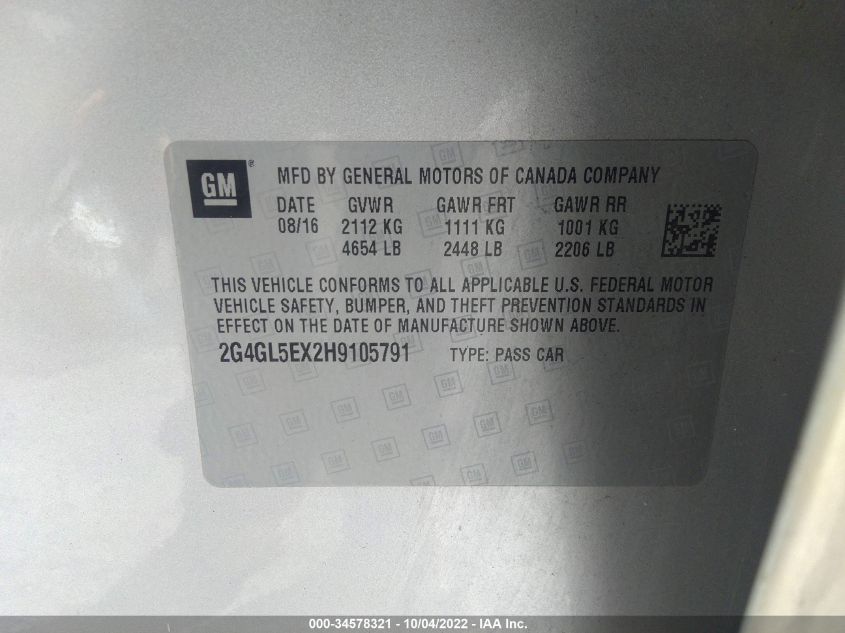 GM ® MFD BY GENERAL MOTORS OF CANADA COMPANY
DATE GVWR GAWR FRT GAWR RR
08/16 2112 KG 1111 KG 1001 KG
4654 LB 2448 LB 2206 LB
THIS VEHICLE CONFORMS TO ALL APPLICABLE U.S. FEDERAL MOTOR
VEHICLE SAFETY, BUMPER, AND THEFT PREVENTION STANDARDS IN
EFFECT ON THE DATE OF MANUFACTURE SHOWN ABOVE.
2G4GL5EX2H9105791 TYPE: PASS CAR
000-34578321 - 10/04/2022 - IAA Inc.